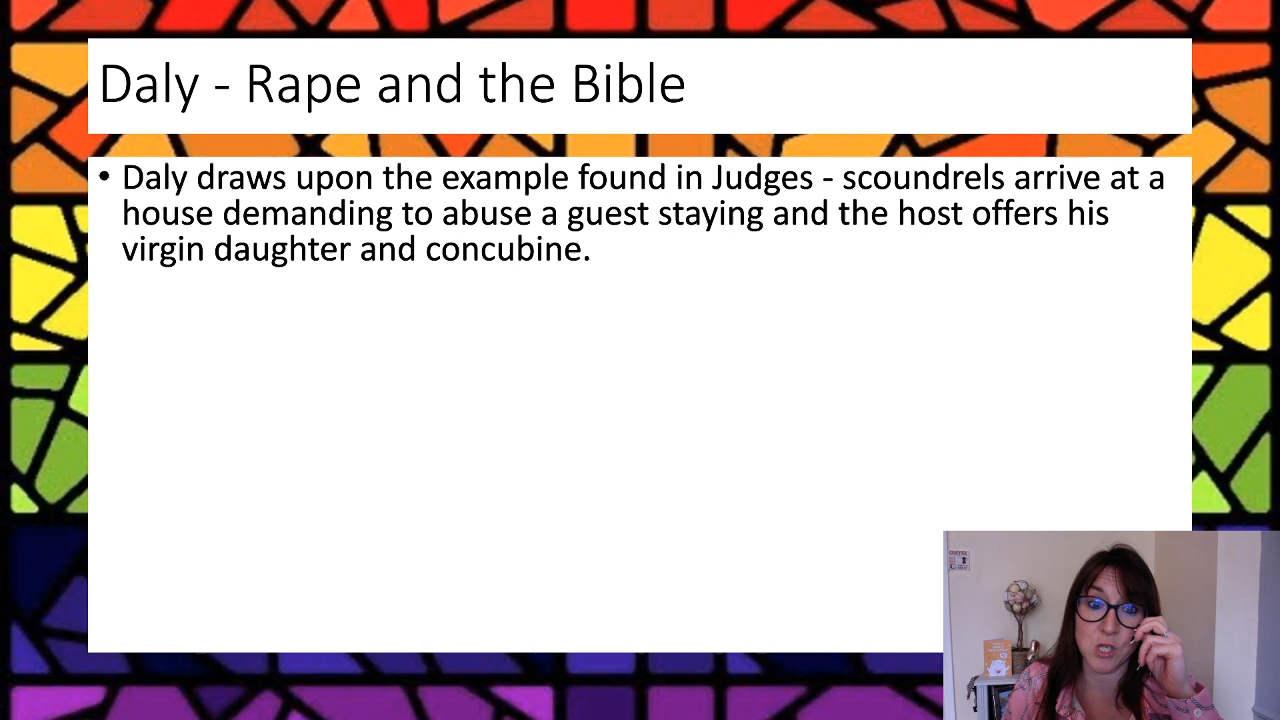 Daly - Rape and the Bible
• Daly draws upon the example found in Judges - scoundrels arrive at a
house demanding to abuse a guest staying and the host offers his
virgin daughter and concubine.